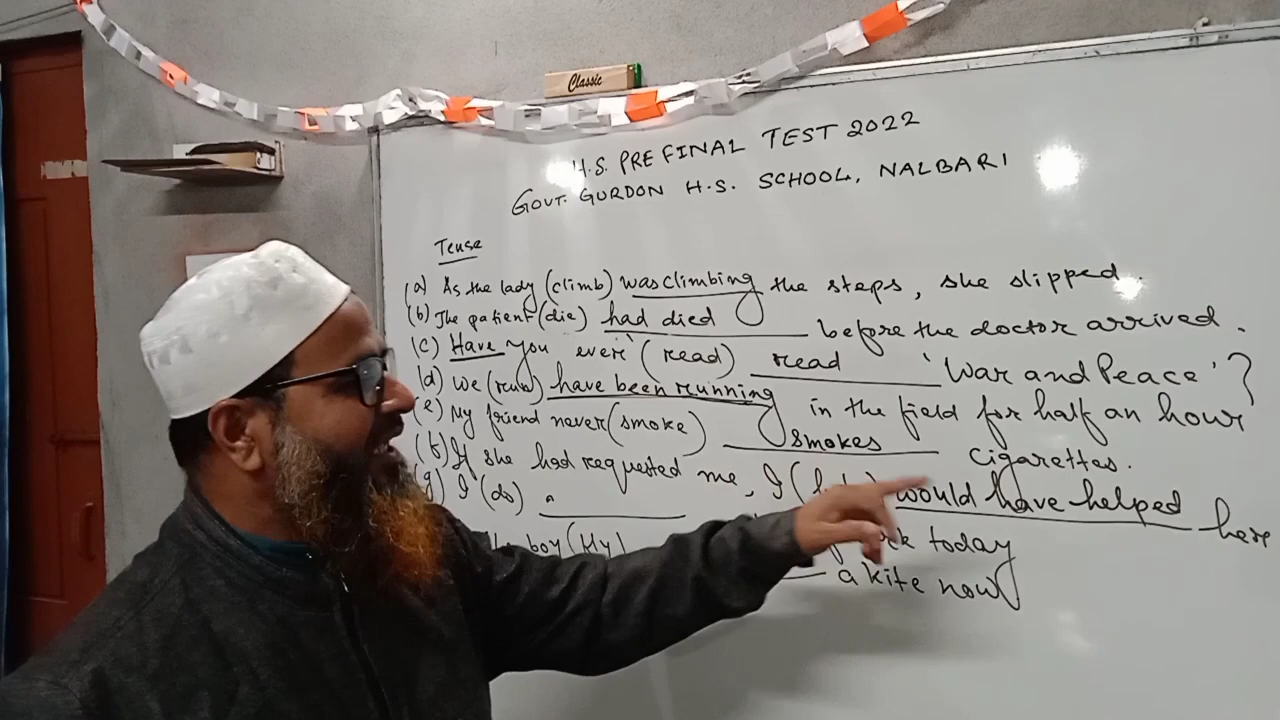 Classic
H.S. PRE FINAL TEST 2022
GOVT. GURDON H.S. SCHOOL, NALBARI
Tense
(a) As the lady (climb) was climbing the steps, she slipped.
(b) The patient (die) had died before the doctor arrived.
(c) Have you ever (read) read 'War and Peace'?
(d) We (run) have been running in the field for half an hour
(e) My friend never (smoke) smokes cigarettes.
(f) If she had requested me, I would have helped her
(g) I (do) today
boy (fly) a kite now